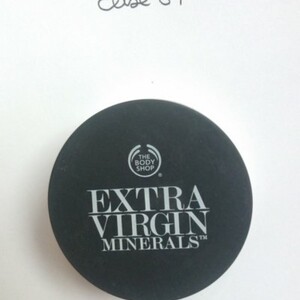 THE
BODY
SHOP®
EXTRA
VIRGIN
MINERALS™